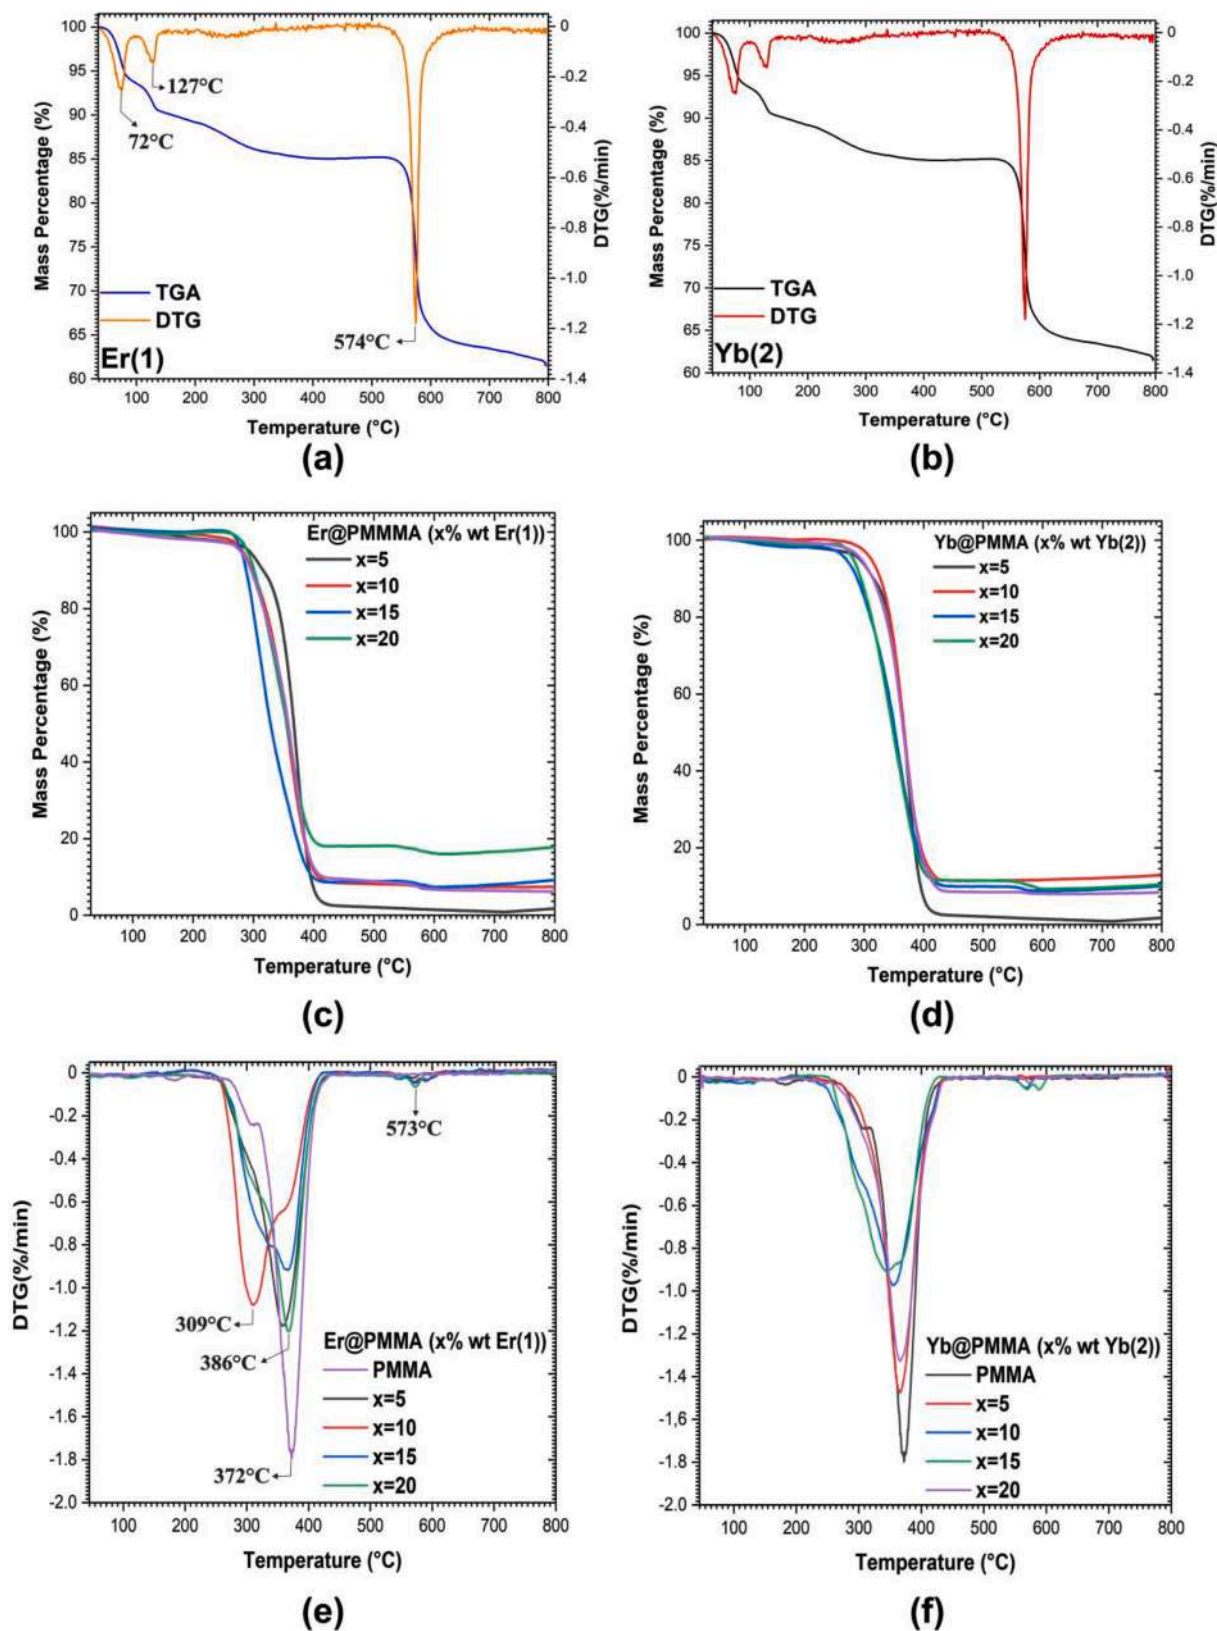 100
95
90
85
80
75
70
65
60
Mass Percentage (%)
0
-0.2
-0.4
-0.6
-0.8
-1.0
-1.2
-1.4
DTG(%/min)
127°C
72°C
574°C
TGA
DTG
Er(1)
100 200 300 400 500 600 700 800
Temperature (°C)
(a)
100
95
90
85
80
75
70
65
60
Mass Percentage (%)
0
-0.2
-0.4
-0.6
-0.8
-1.0
-1.2
-1.4
DTG(%/min)
TGA
DTG
Yb(2)
100 200 300 400 500 600 700 800
Temperature (°C)
(b)
100
80
60
40
20
0
Mass Percentage (%)
Er@PMMMA (x% wt Er(1))
x=5
x=10
x=15
x=20
100 200 300 400 500 600 700 800
Temperature (°C)
(c)
100
80
60
40
20
0
Mass Percentage (%)
Yb@PMMA (x% wt Yb(2))
x=5
x=10
x=15
x=20
100 200 300 400 500 600 700 800
Temperature (°C)
(d)
0
-0.2
-0.4
-0.6
-0.8
-1.0
-1.2
-1.4
-1.6
-1.8
-2.0
DTG(%/min)
573°C
309°C
386°C
372°C
Er@PMMA (x% wt Er(1))
PMMA
x=5
x=10
x=15
x=20
100 200 300 400 500 600 700 800
Temperature (°C)
(e)
0
-0.2
-0.4
-0.6
-0.8
-1.0
-1.2
-1.4
-1.6
-1.8
-2.0
DTG(%/min)
Yb@PMMA (x% wt Yb(2))
PMMA
x=5
x=10
x=15
x=20
100 200 300 400 500 600 700 800
Temperature (°C)
(f)